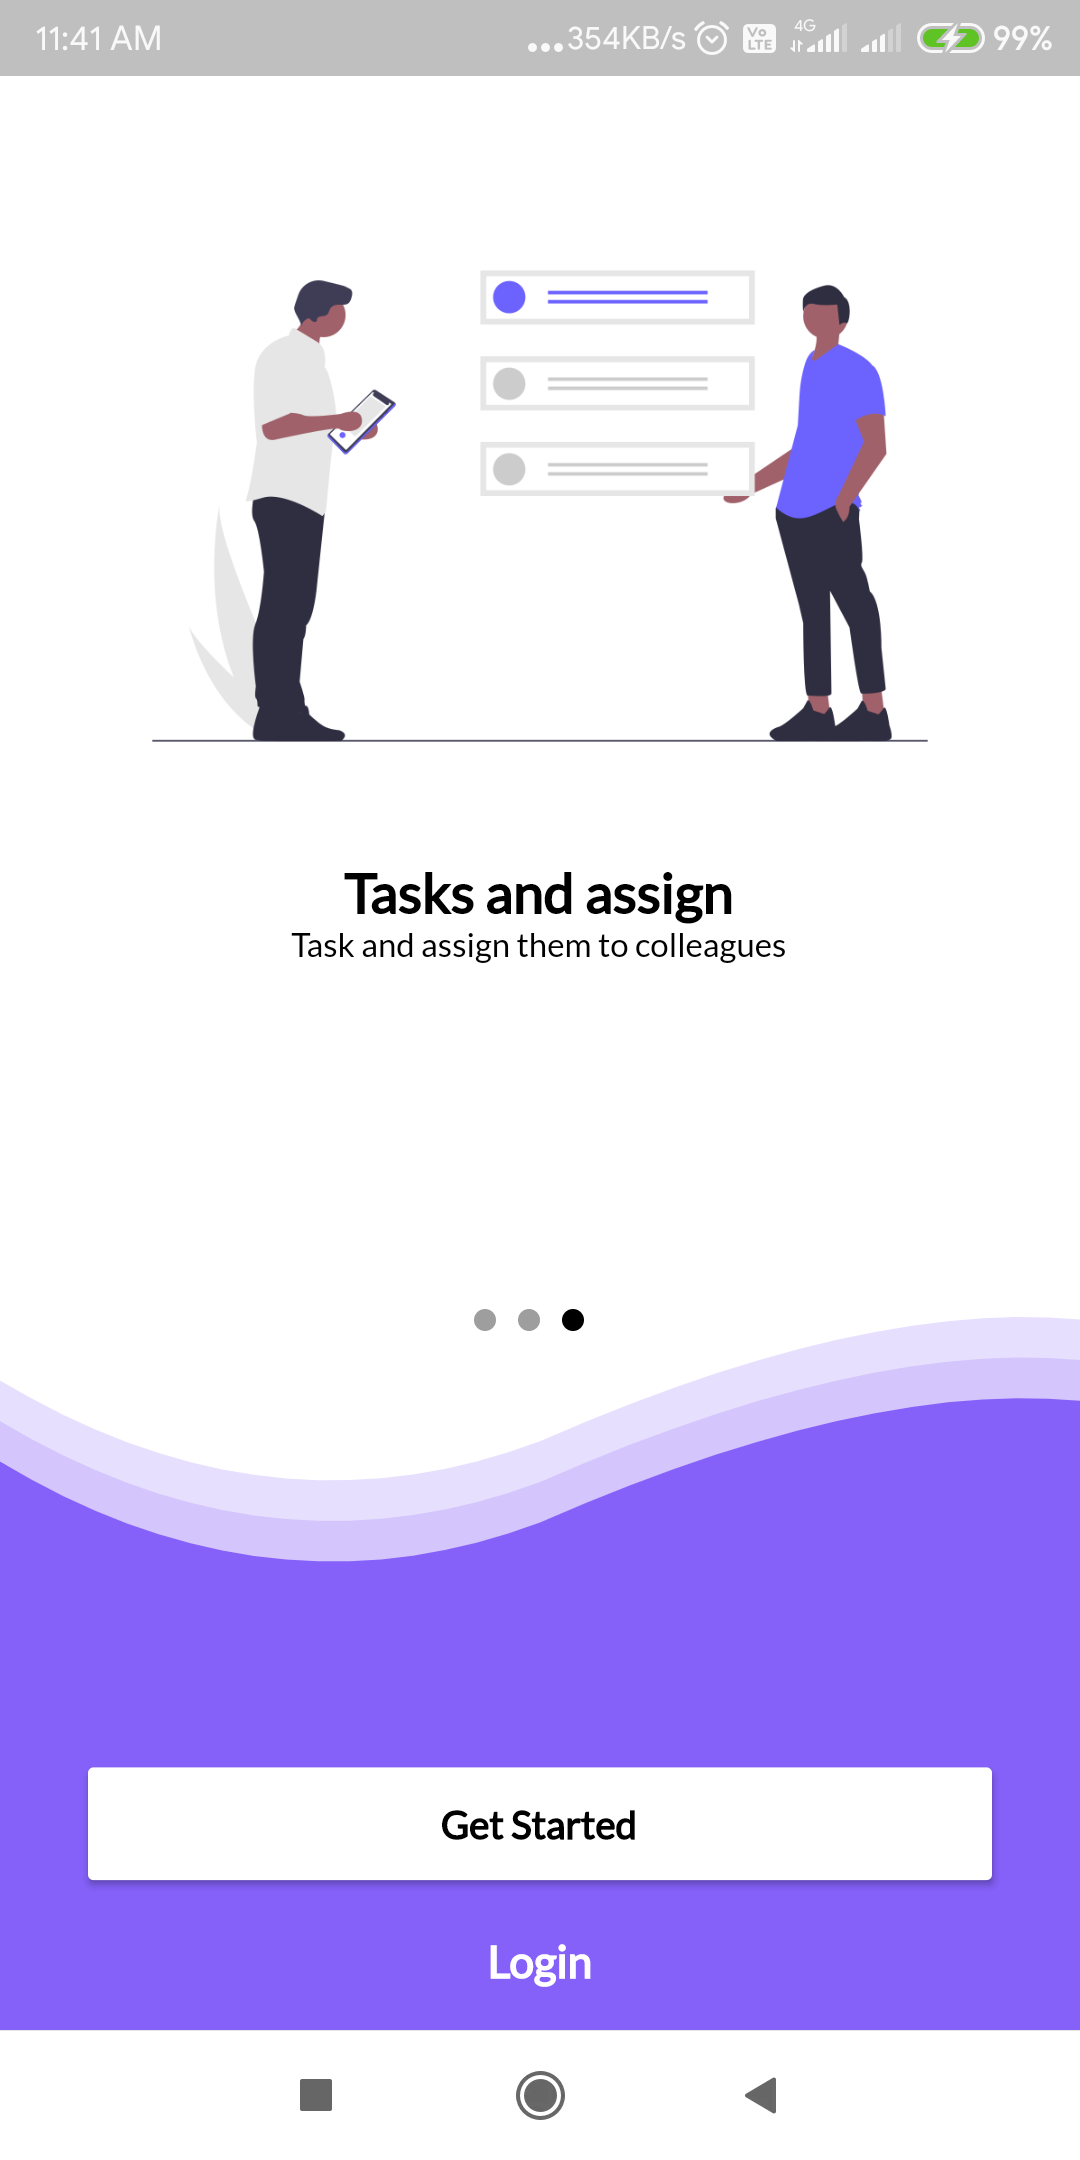 11:41 AM
...354KB/s
Vo
LTE
4G
99%
Tasks and assign
Task and assign them to colleagues
Get Started
Login